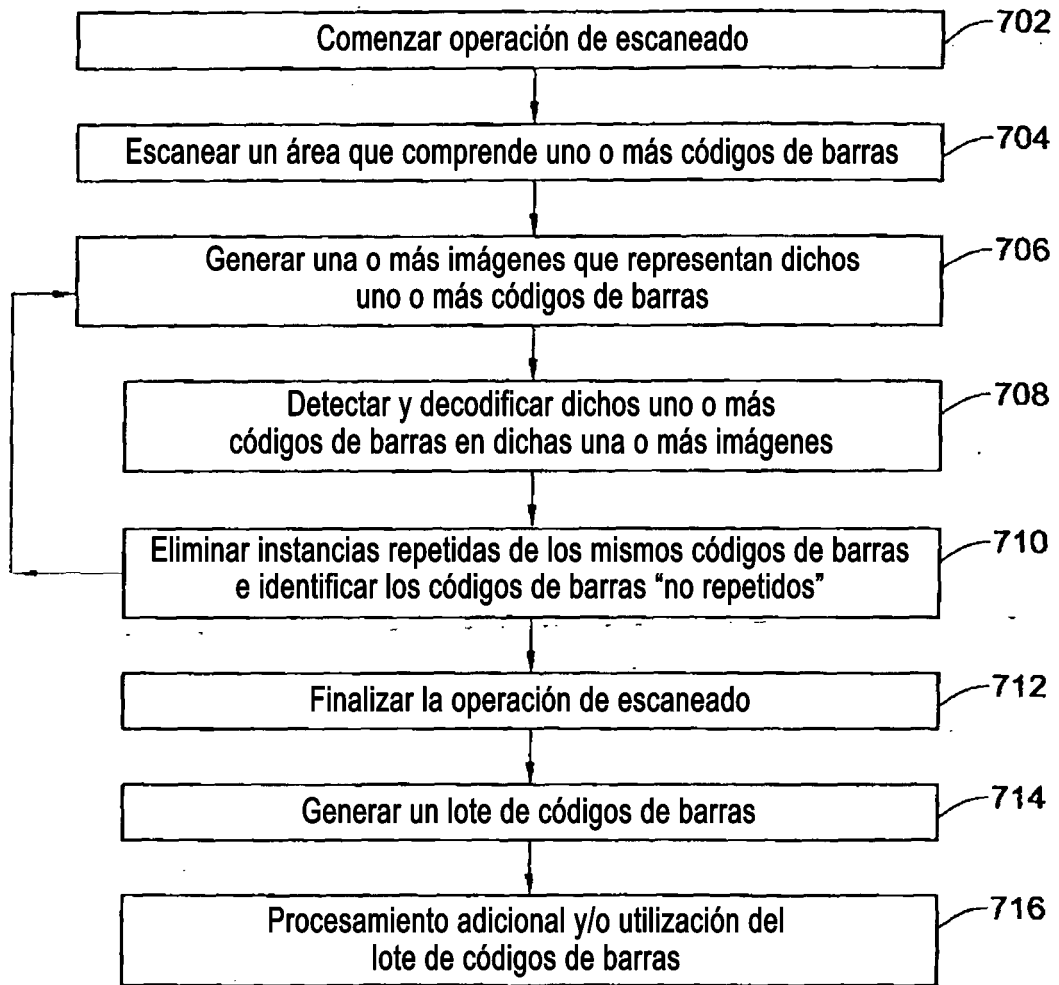 Comenzar operación de escaneado
702
Escanear un área que comprende uno o más códigos de barras
704
Generar una o más imágenes que representan dichos
uno o más códigos de barras
706
Detectar y decodificar dichos uno o más
códigos de barras en dichas una o más imágenes
708
Eliminar instancias repetidas de los mismos códigos de barras
e identificar los códigos de barras “no repetidos”
710
Finalizar la operación de escaneado
712
Generar un lote de códigos de barras
714
Procesamiento adicional y/o utilización del
lote de códigos de barras
716